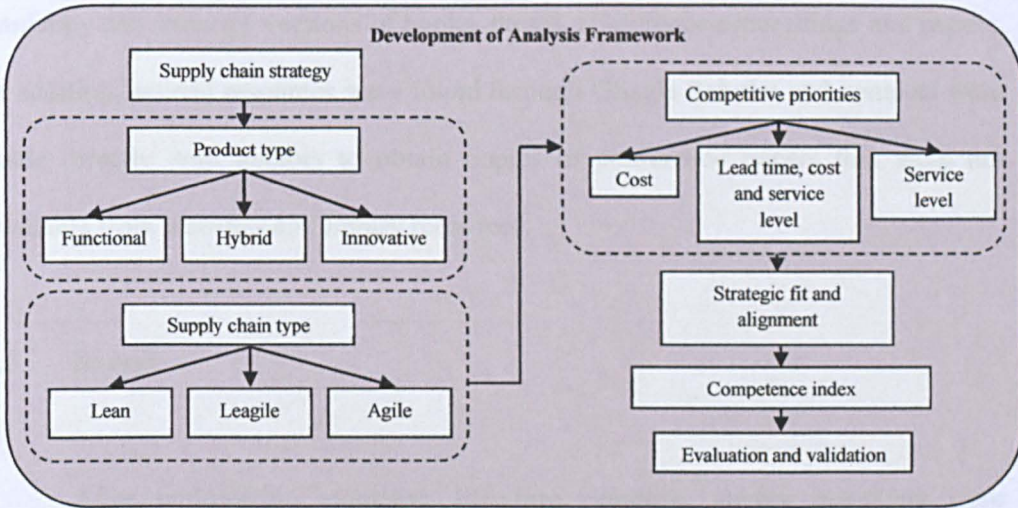 Development of Analysis Framework
Supply chain strategy
Product type
Functional
Hybrid
Innovative
Supply chain type
Lean
Leagile
Agile
Competitive priorities
Cost
Lead time, cost
and service
level
Service
level
Strategic fit and
alignment
Competence index
Evaluation and validation